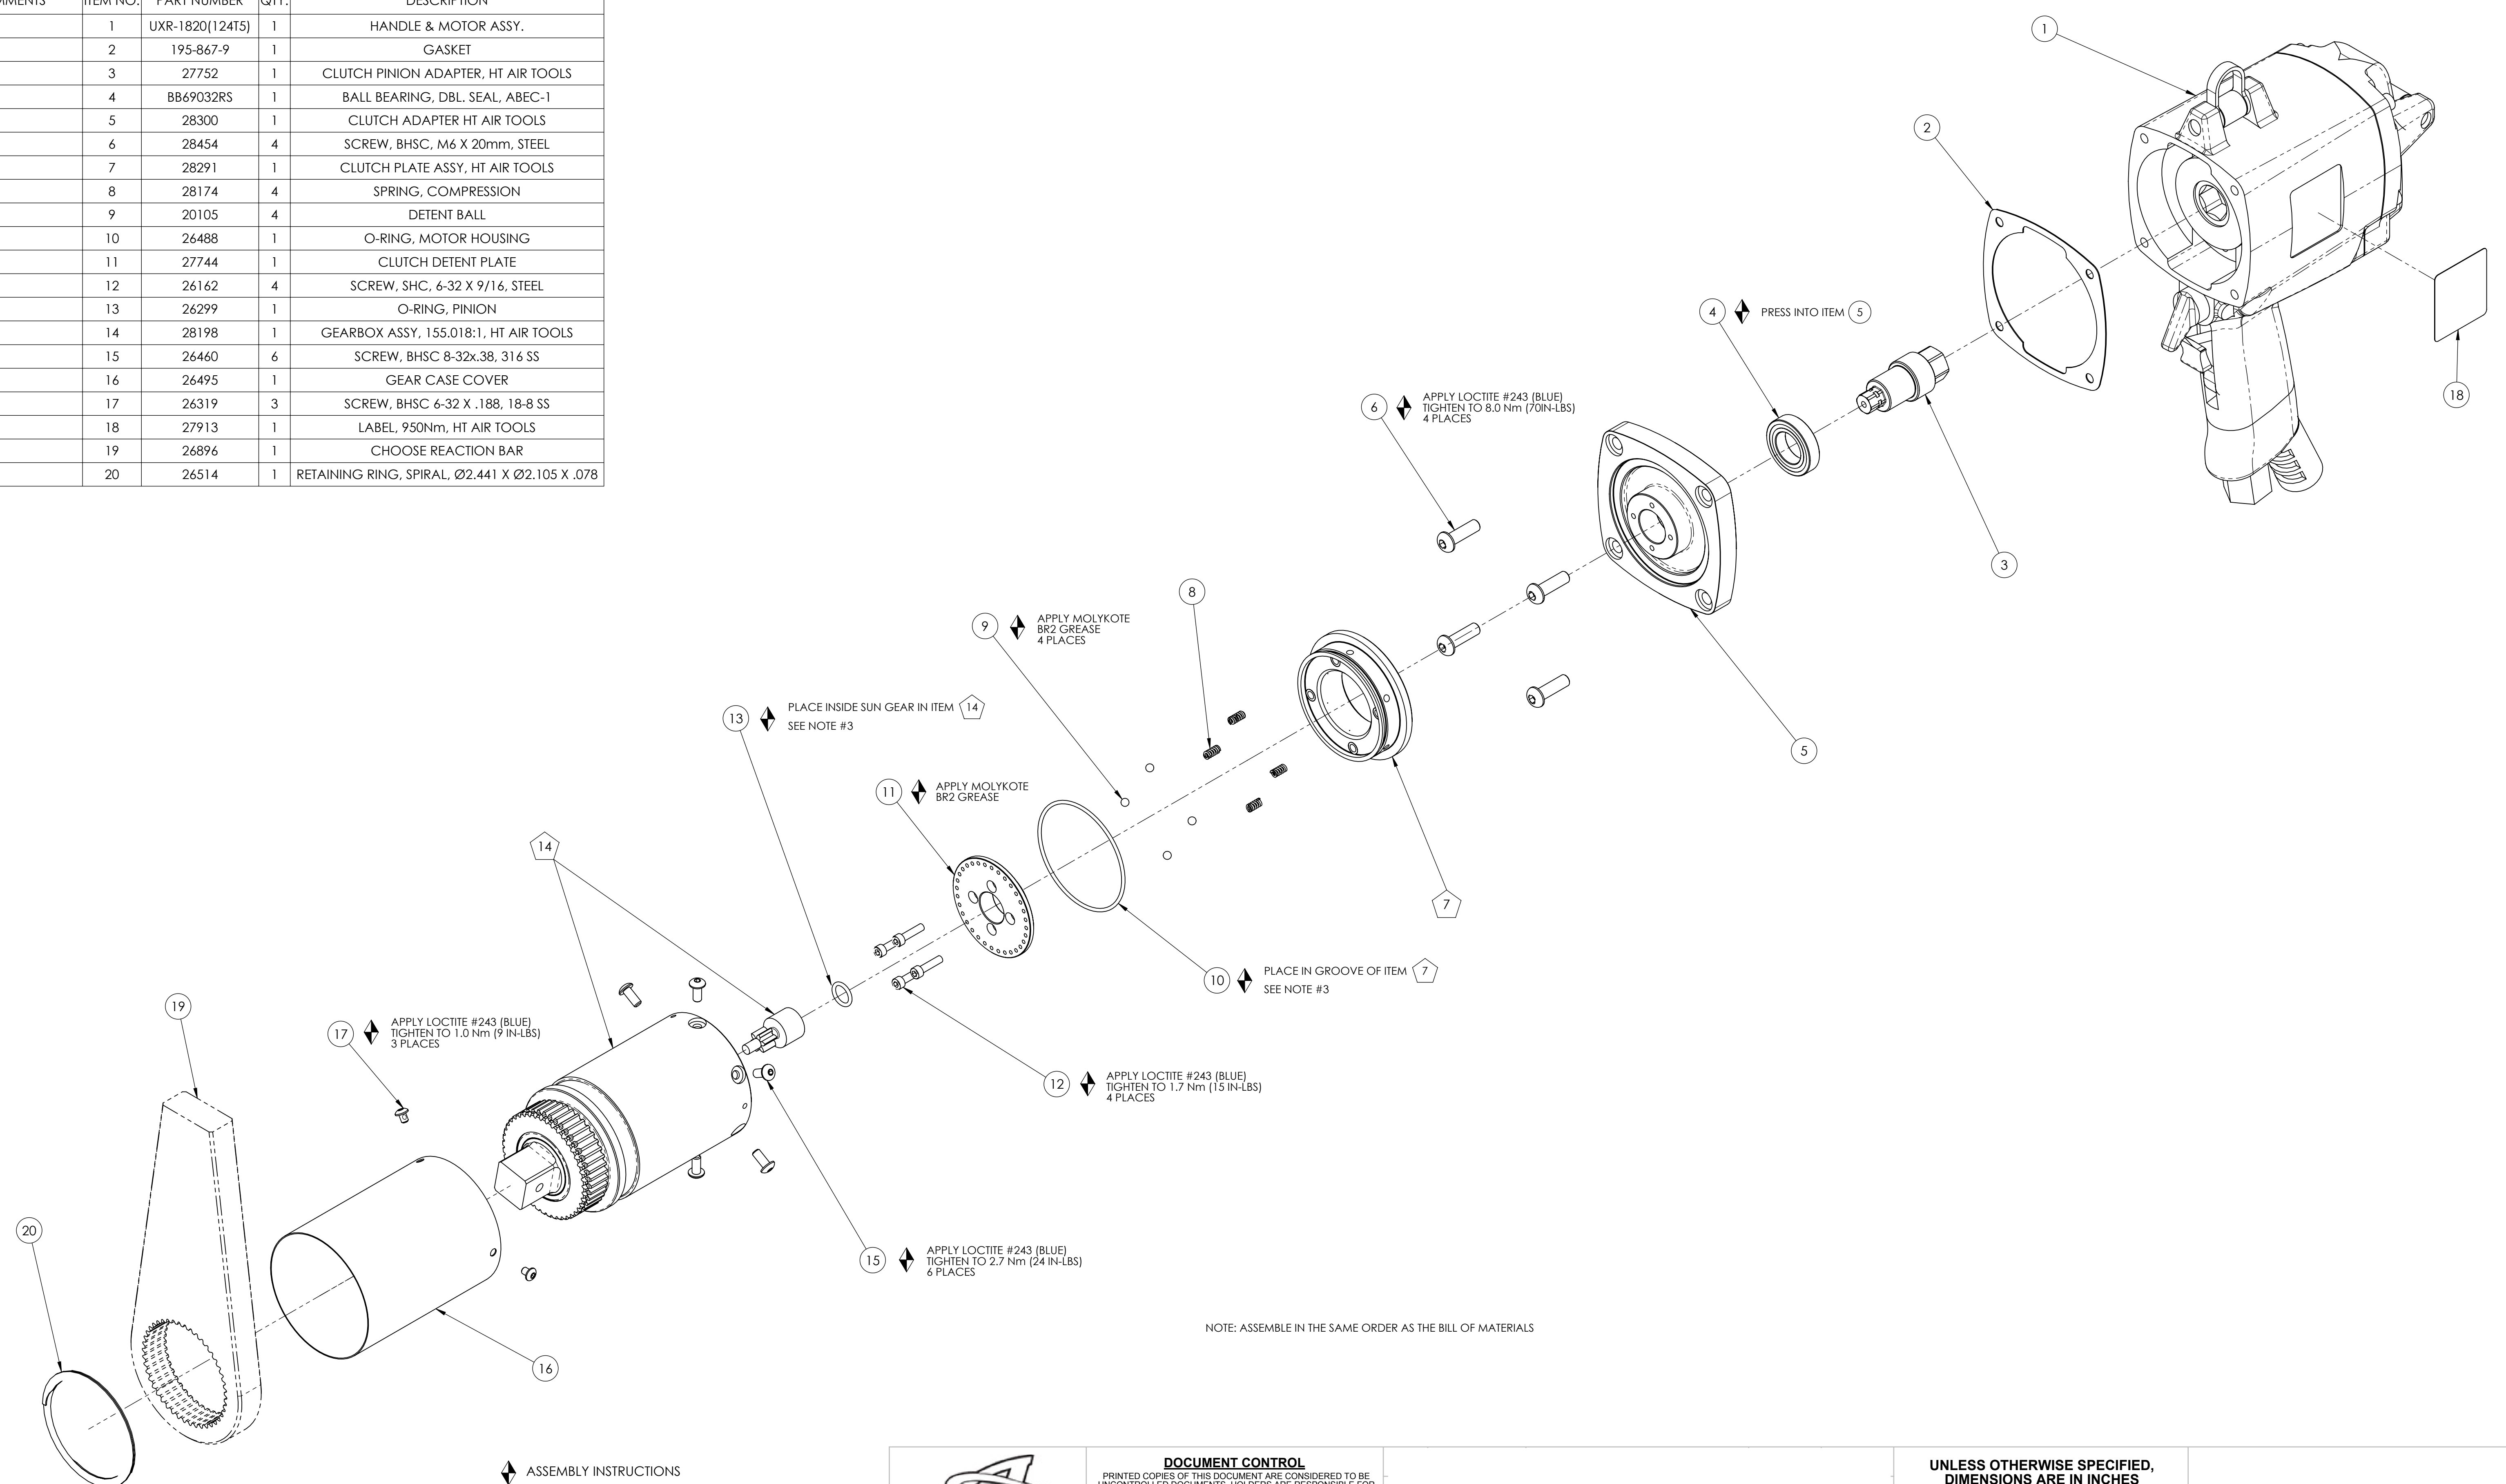 ITEM NO. PART NUMBER QTY. DESCRIPTION
1 UXR-1820(124T5) 1 HANDLE & MOTOR ASSY.
2 195-867-9 1 GASKET
3 27752 1 CLUTCH PINION ADAPTER, HT AIR TOOLS
4 BB69032RS 1 BALL BEARING, DBL. SEAL, ABEC-1
5 28300 1 CLUTCH ADAPTER HT AIR TOOLS
6 28454 4 SCREW, BHSC, M6 X 20mm, STEEL
7 28291 1 CLUTCH PLATE ASSY, HT AIR TOOLS
8 28174 4 SPRING, COMPRESSION
9 20105 4 DETENT BALL
10 26488 1 O-RING, MOTOR HOUSING
11 27744 1 CLUTCH DETENT PLATE
12 26162 4 SCREW, SHC, 6-32 X 9/16, STEEL
13 26299 1 O-RING, PINION
14 28198 1 GEARBOX ASSY, 155.018:1, HT AIR TOOLS
15 26460 6 SCREW, BHSC 8-32x.38, 316 SS
16 26495 1 GEAR CASE COVER
17 26319 3 SCREW, BHSC 6-32 X .188, 18-8 SS
18 27913 1 LABEL, 950Nm, HT AIR TOOLS
19 26896 1 CHOOSE REACTION BAR
20 26514 1 RETAINING RING, SPIRAL, Ø2.441 X Ø2.105 X .078
1
2
4 PRESS INTO ITEM 5
18
6 APPLY LOCTITE #243 (BLUE)
TIGHTEN TO 8.0 Nm (70IN-LBS)
4 PLACES
3
8
9 APPLY MOLYKOTE
BR2 GREASE
4 PLACES
5
13 PLACE INSIDE SUN GEAR IN ITEM 14
SEE NOTE #3
11 APPLY MOLYKOTE
BR2 GREASE
14
7
10 PLACE IN GROOVE OF ITEM 7
SEE NOTE #3
19
17 APPLY LOCTITE #243 (BLUE)
TIGHTEN TO 1.0 Nm (9 IN-LBS)
3 PLACES
12 APPLY LOCTITE #243 (BLUE)
TIGHTEN TO 1.7 Nm (15 IN-LBS)
4 PLACES
20
15 APPLY LOCTITE #243 (BLUE)
TIGHTEN TO 2.7 Nm (24 IN-LBS)
6 PLACES
NOTE: ASSEMBLE IN THE SAME ORDER AS THE BILL OF MATERIALS
16
ASSEMBLY INSTRUCTIONS
DOCUMENT CONTROL
PRINTED COPIES OF THIS DOCUMENT ARE CONSIDERED TO BE
UNCONTROLLED DOCUMENTS. HOLDERS ARE RESPONSIBLE FOR
UNLESS OTHERWISE SPECIFIED,
DIMENSIONS ARE IN INCHES